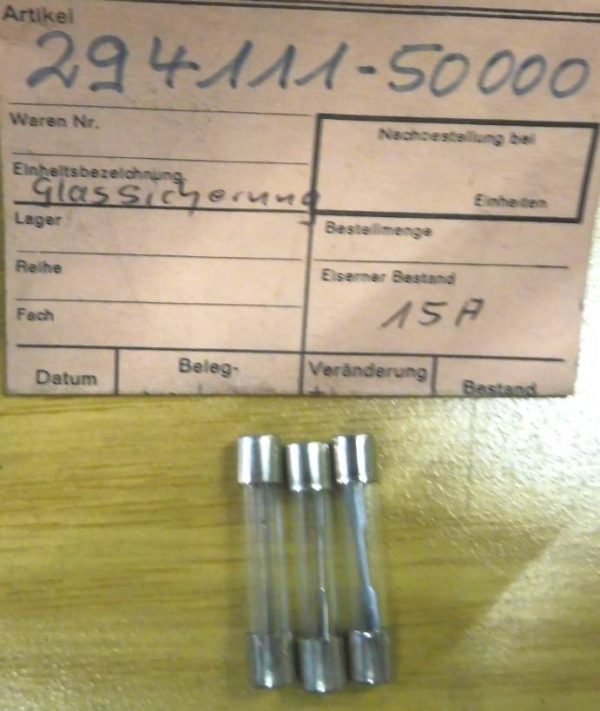 Artikel
294111-50000
Waren Nr.
Nachbestellung bei
Einheiten
Einheitsbezeichnung
Glassicherung
Lager
Bestellmenge
Reihe
Eiserner Bestand
15A
Fach
Datum
Beleg-
Veränderung
Bestand